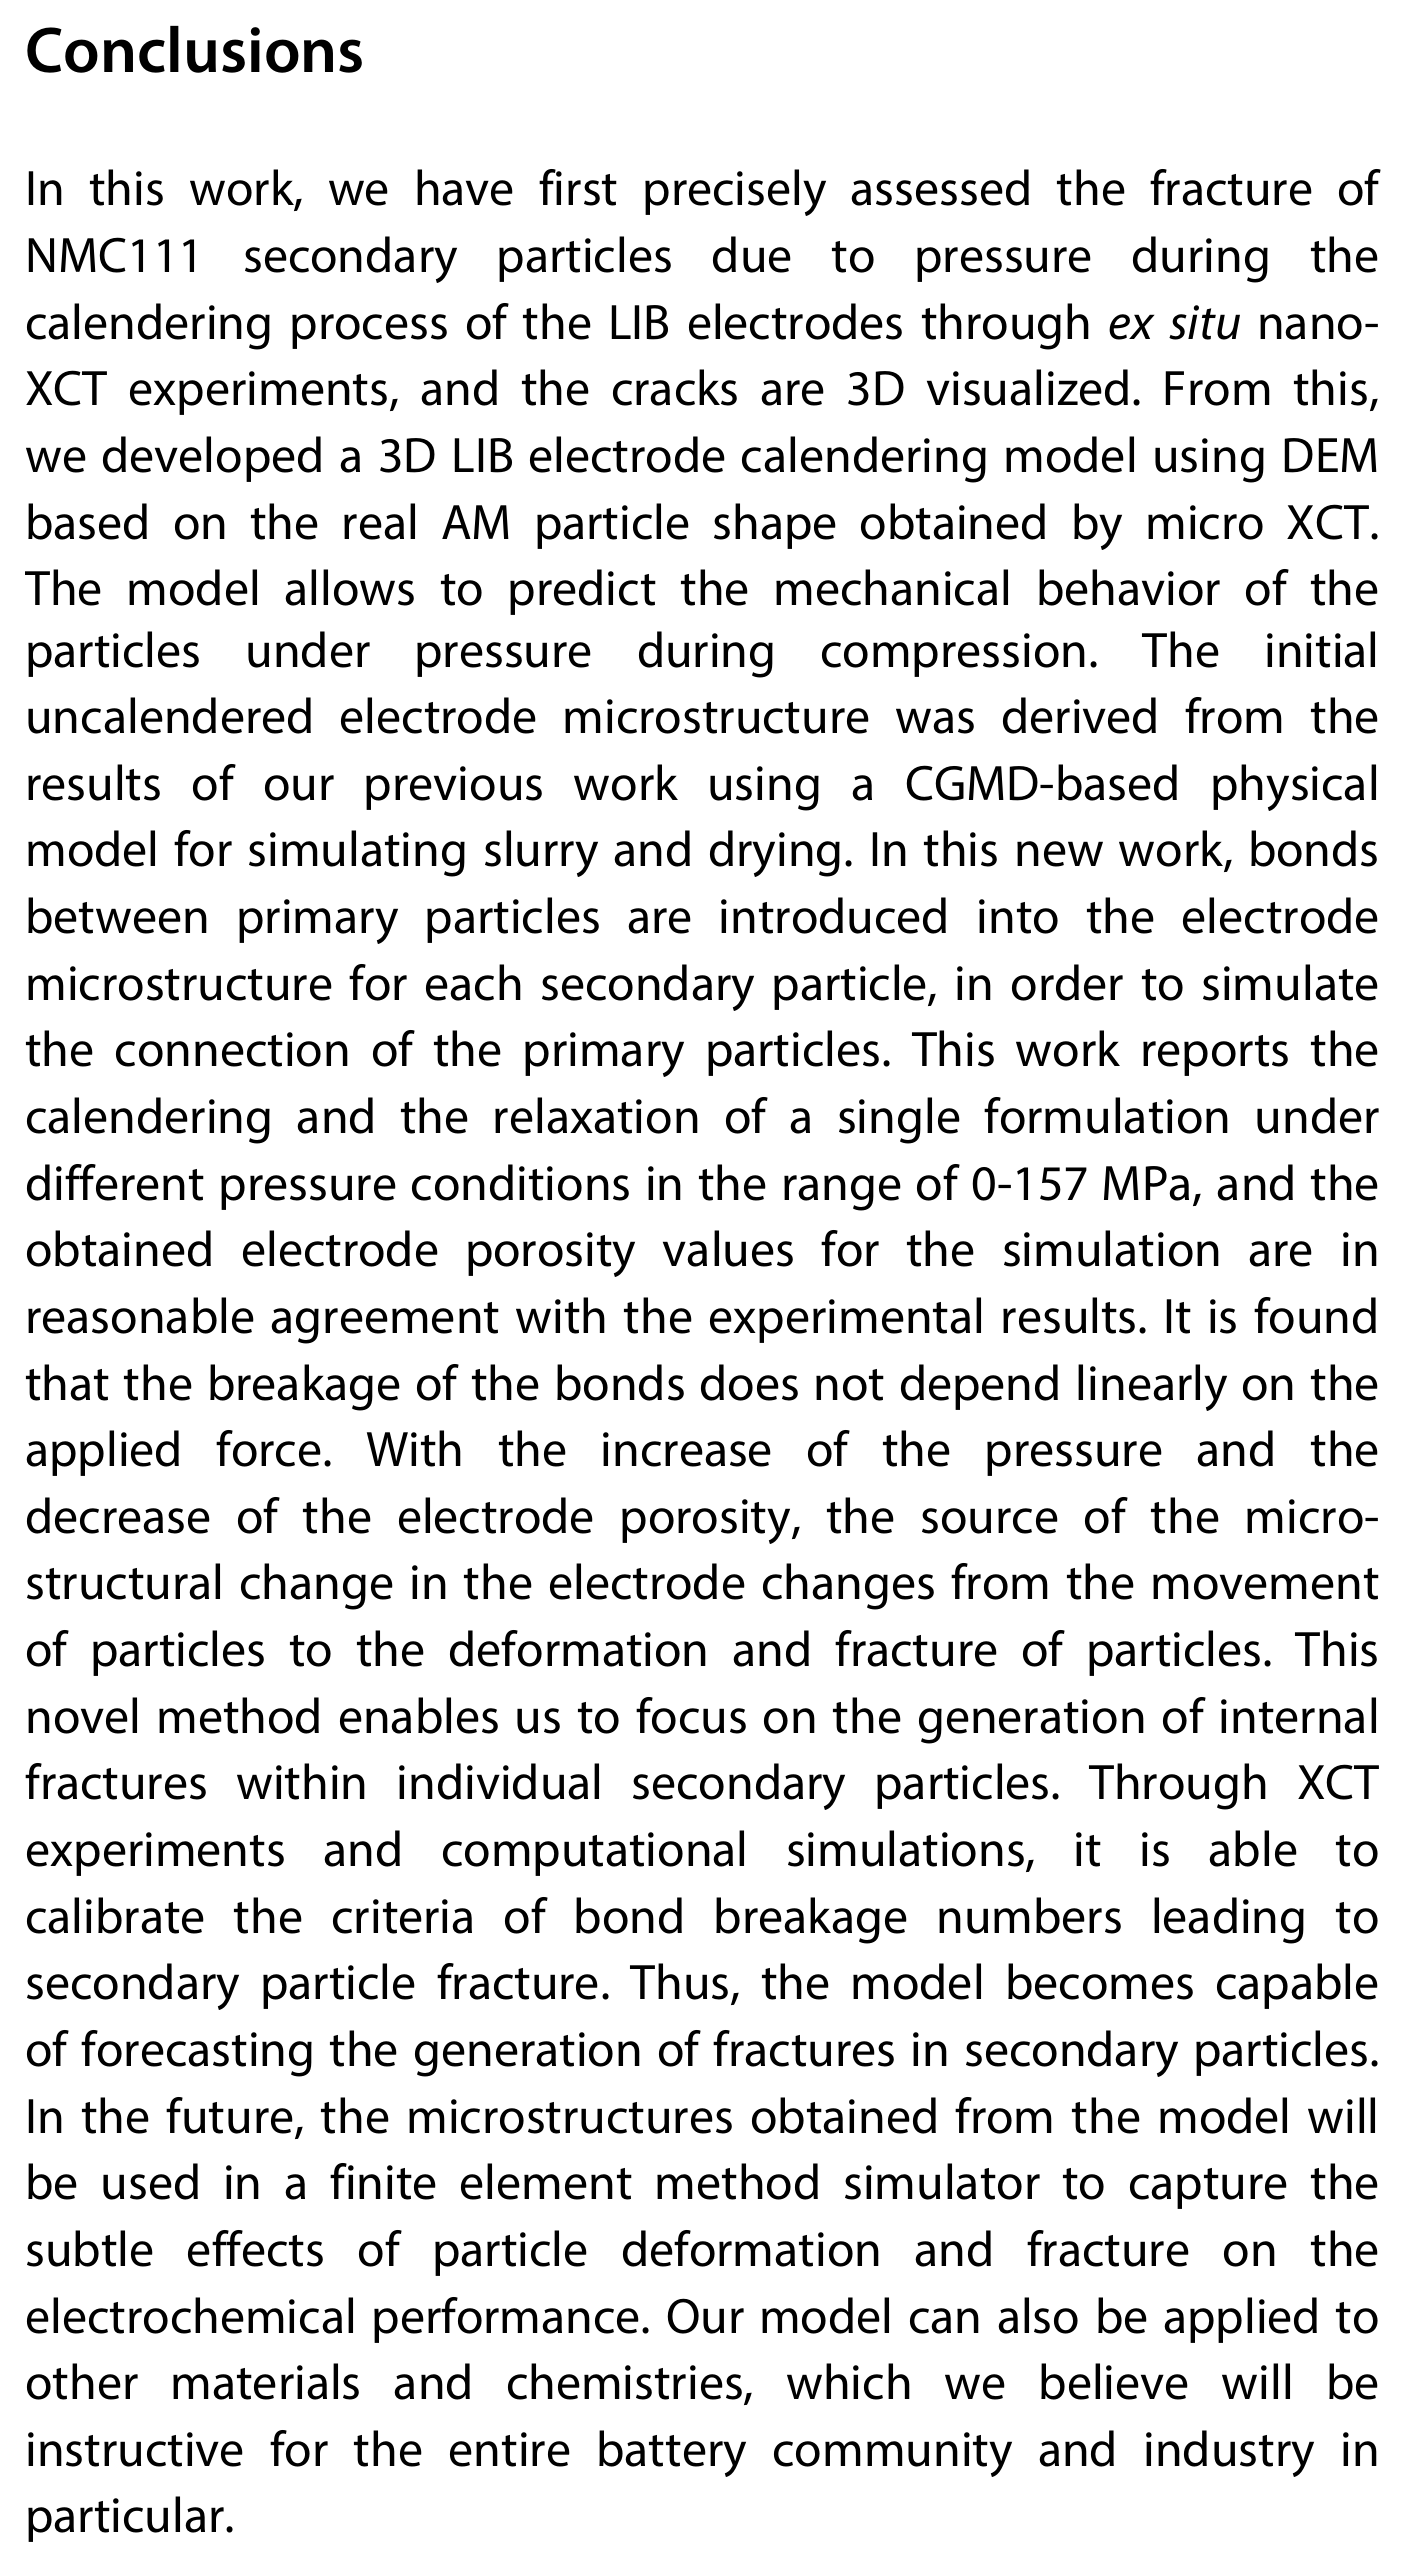 Conclusions
In this work, we have first precisely assessed the fracture of
NMC111 secondary particles due to pressure during the
calendering process of the LIB electrodes through ex situ nano-
XCT experiments, and the cracks are 3D visualized. From this,
we developed a 3D LIB electrode calendering model using DEM
based on the real AM particle shape obtained by micro XCT.
The model allows to predict the mechanical behavior of the
particles under pressure during compression. The initial
uncalendered electrode microstructure was derived from the
results of our previous work using a CGMD-based physical
model for simulating slurry and drying. In this new work, bonds
between primary particles are introduced into the electrode
microstructure for each secondary particle, in order to simulate
the connection of the primary particles. This work reports the
calendering and the relaxation of a single formulation under
different pressure conditions in the range of 0-157 MPa, and the
obtained electrode porosity values for the simulation are in
reasonable agreement with the experimental results. It is found
that the breakage of the bonds does not depend linearly on the
applied force. With the increase of the pressure and the
decrease of the electrode porosity, the source of the micro-
structural change in the electrode changes from the movement
of particles to the deformation and fracture of particles. This
novel method enables us to focus on the generation of internal
fractures within individual secondary particles. Through XCT
experiments and computational simulations, it is able to
calibrate the criteria of bond breakage numbers leading to
secondary particle fracture. Thus, the model becomes capable
of forecasting the generation of fractures in secondary particles.
In the future, the microstructures obtained from the model will
be used in a finite element method simulator to capture the
subtle effects of particle deformation and fracture on the
electrochemical performance. Our model can also be applied to
other materials and chemistries, which we believe will be
instructive for the entire battery community and industry in
particular.